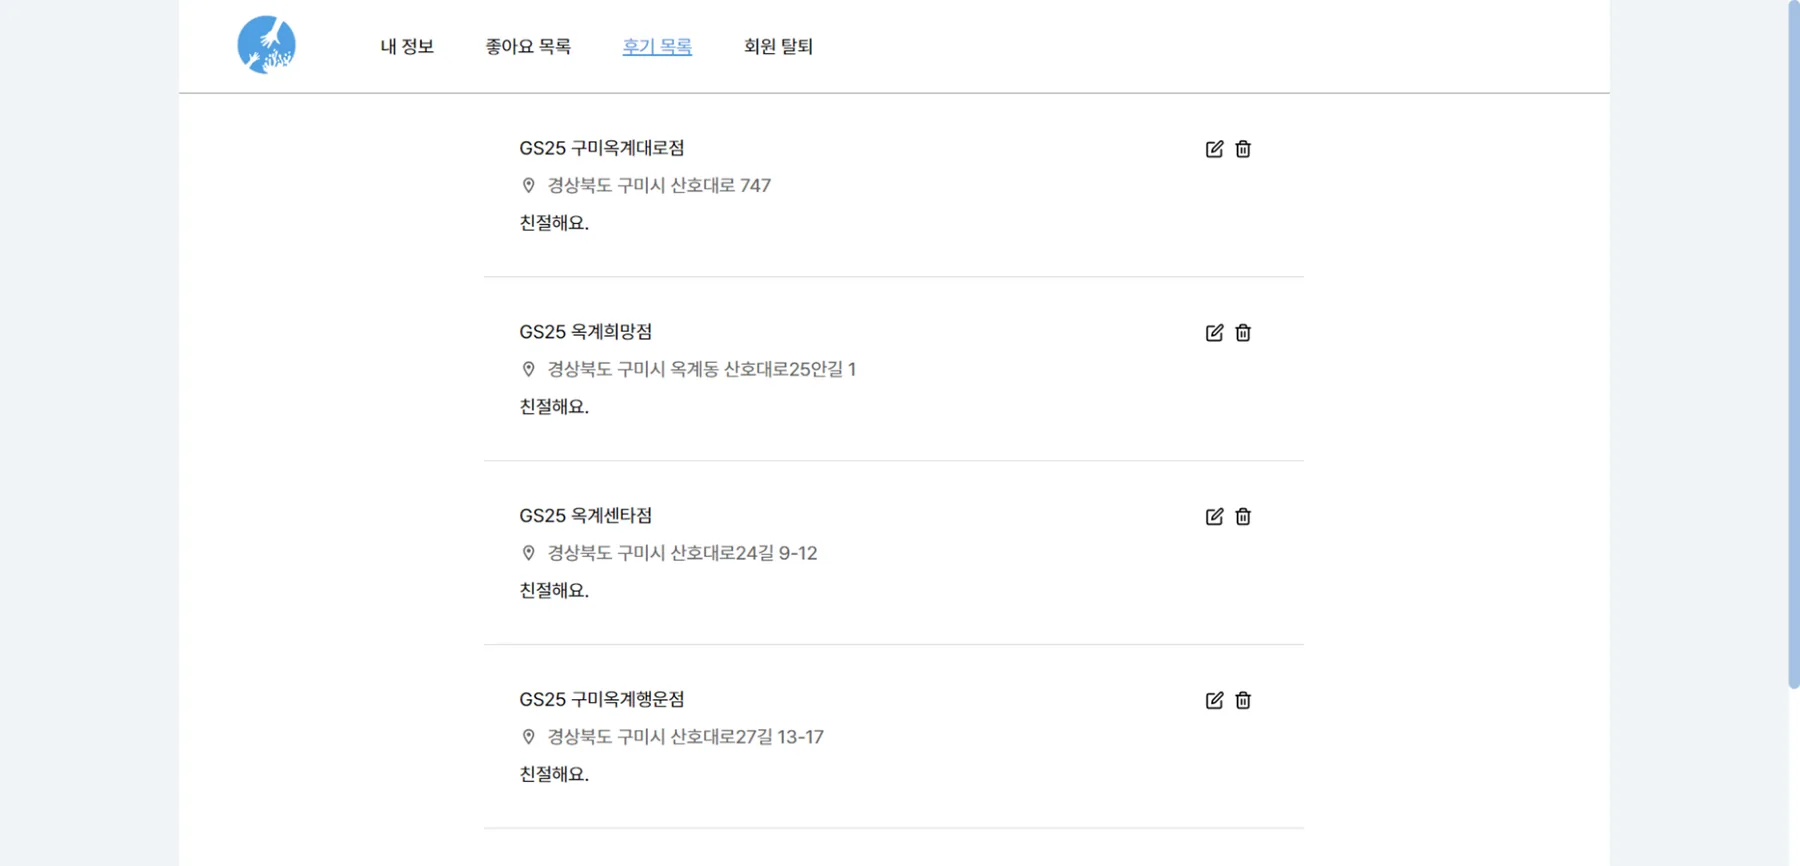 내 정보 좋아요 목록 후기 목록 회원 탈퇴
GS25 구미옥계대로점
경상북도 구미시 산호대로 747
친절해요.
GS25 옥계희망점
경상북도 구미시 옥계동 산호대로25안길 1
친절해요.
GS25 옥계센타점
경상북도 구미시 산호대로24길 9-12
친절해요.
GS25 구미옥계행운점
경상북도 구미시 산호대로27길 13-17
친절해요.